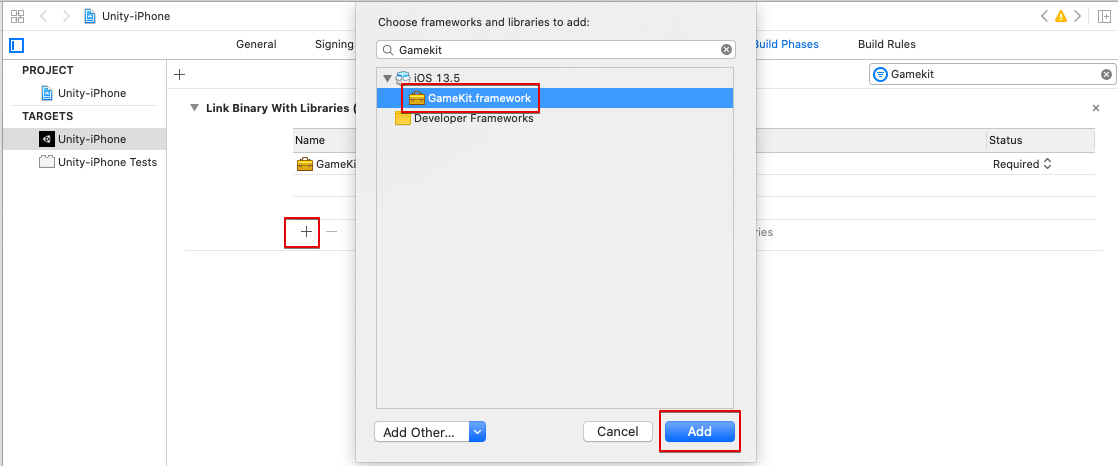 Unity-iPhone
Choose frameworks and libraries to add:
General
Signing
Build Phases
Build Rules
Gamekit
PROJECT
Unity-iPhone
TARGETS
Unity-iPhone
Unity-iPhone Tests
Gamekit
iOS 13.5
GameKit.framework
Developer Frameworks
Link Binary With Libraries (
Name
Status
GameKi
Required
ries
Add Other...
Cancel
Add